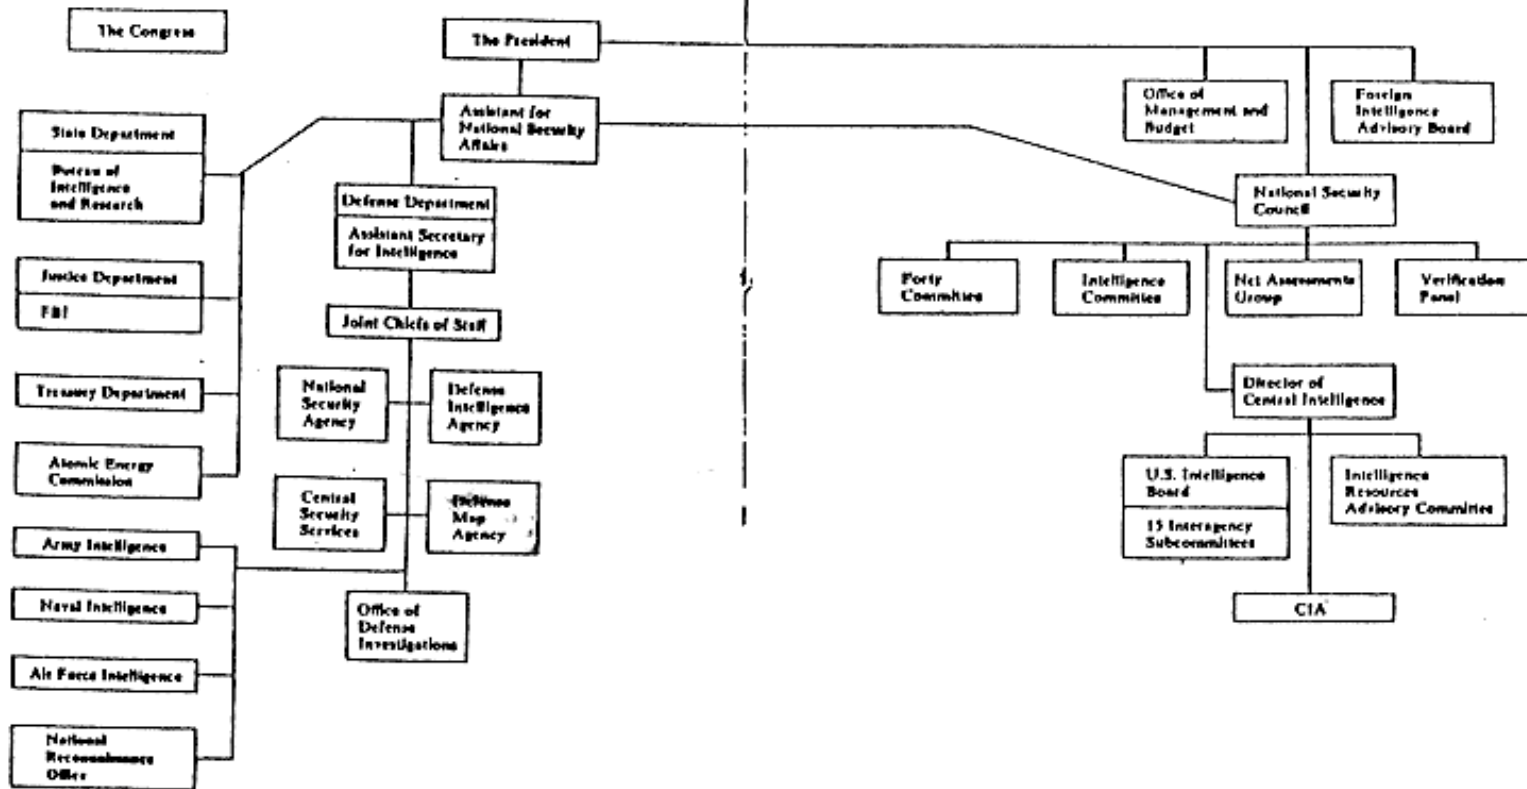 The Congress
The President
Assistant for
National Security
Affairs
Office of
Management and
Budget
Foreign
Intelligence
Advisory Board
State Department
Bureau of
Intelligence
and Research
Defense Department
Assistant Secretary
for Intelligence
National Security
Council
Justice Department
FBI
Joint Chiefs of Staff
Forty
Committee
Intelligence
Committee
Net Assessments
Group
Verification
Panel
Treasury Department
National
Security
Agency
Defense
Intelligence
Agency
Director of
Central Intelligence
Atomic Energy
Commission
Central
Security
Services
Defense
Map
Agency
U.S. Intelligence
Board
15 Interagency
Subcommittees
Intelligence
Resources
Advisory Committee
Army Intelligence
Naval Intelligence
Office of
Defense
Investigations
CIA
Air Force Intelligence
National
Reconnaissance
Office